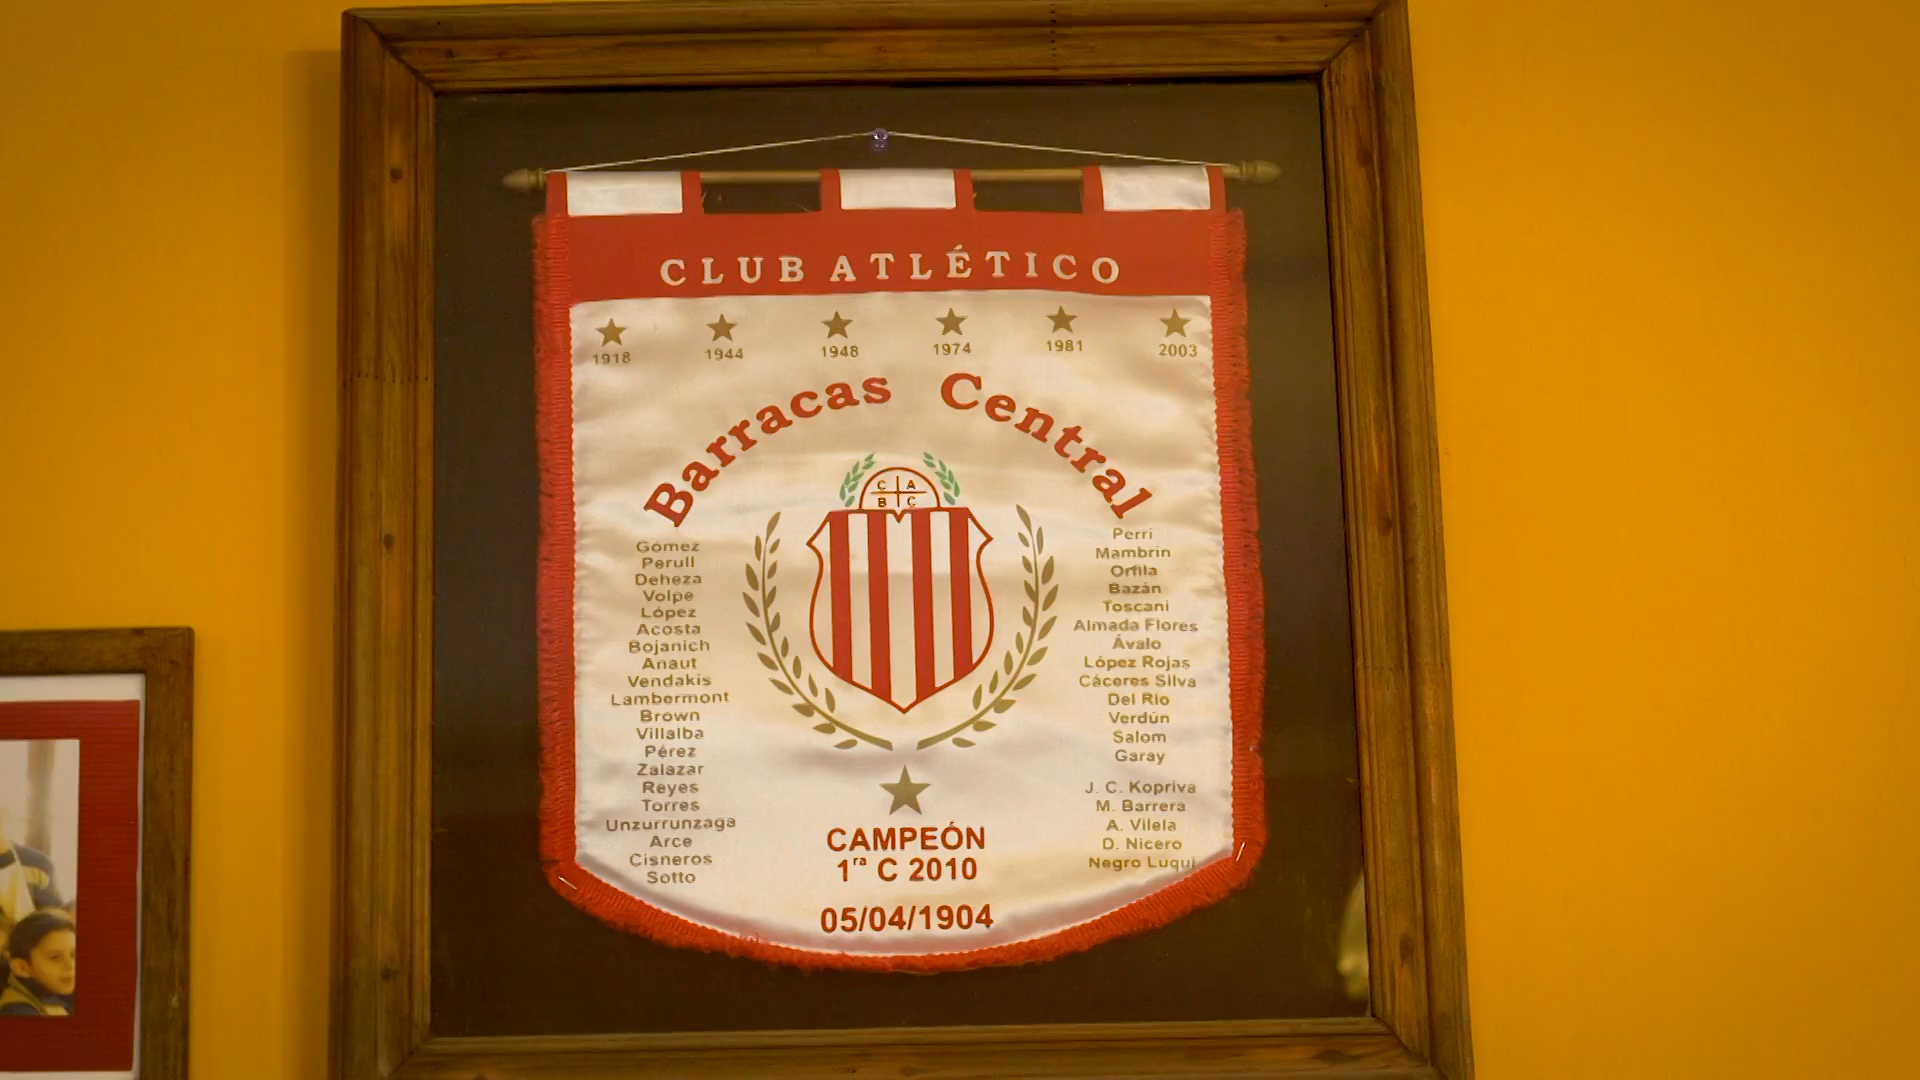 CLUB ATLÉTICO
1918 1944 1948 1974 1981 2003
Barracas Central
C A
B C
Gómez
Perull
Deheza
Volpe
López
Acosta
Bojanich
Anaut
Vendakis
Lambermont
Brown
Villalba
Pérez
Zalazar
Reyes
Torres
Unzurrunzaga
Arce
Cisneros
Sotto
Perri
Mambrin
Orfila
Bazán
Toscani
Almada Flores
Ávalo
López Rojas
Cáceres Silva
Del Río
Verdún
Salom
Garay
J. C. Kopriva
M. Barrera
A. Vilela
D. Nicero
Negro Luqui
CAMPEÓN
1ra C 2010
05/04/1904